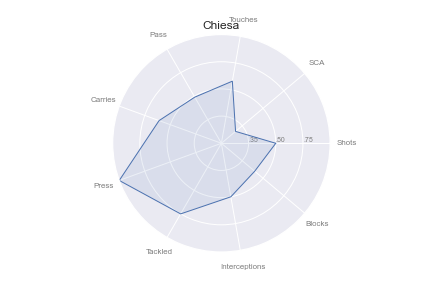 Touches
Chiesa
Pass
SCA
Carries
25
50
75
Shots
Press
Blocks
Tackled
Interceptions